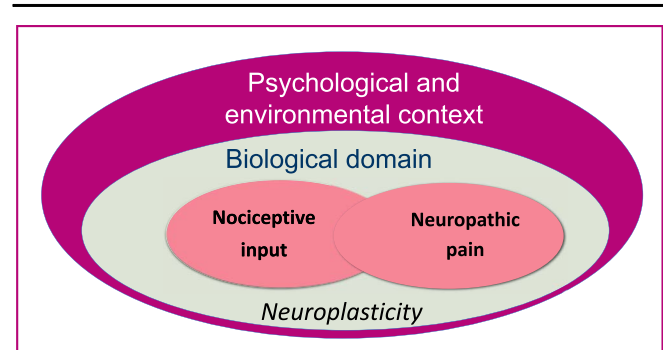 Psychological and
environmental context
Biological domain
Nociceptive
input
Neuropathic
pain
Neuroplasticity